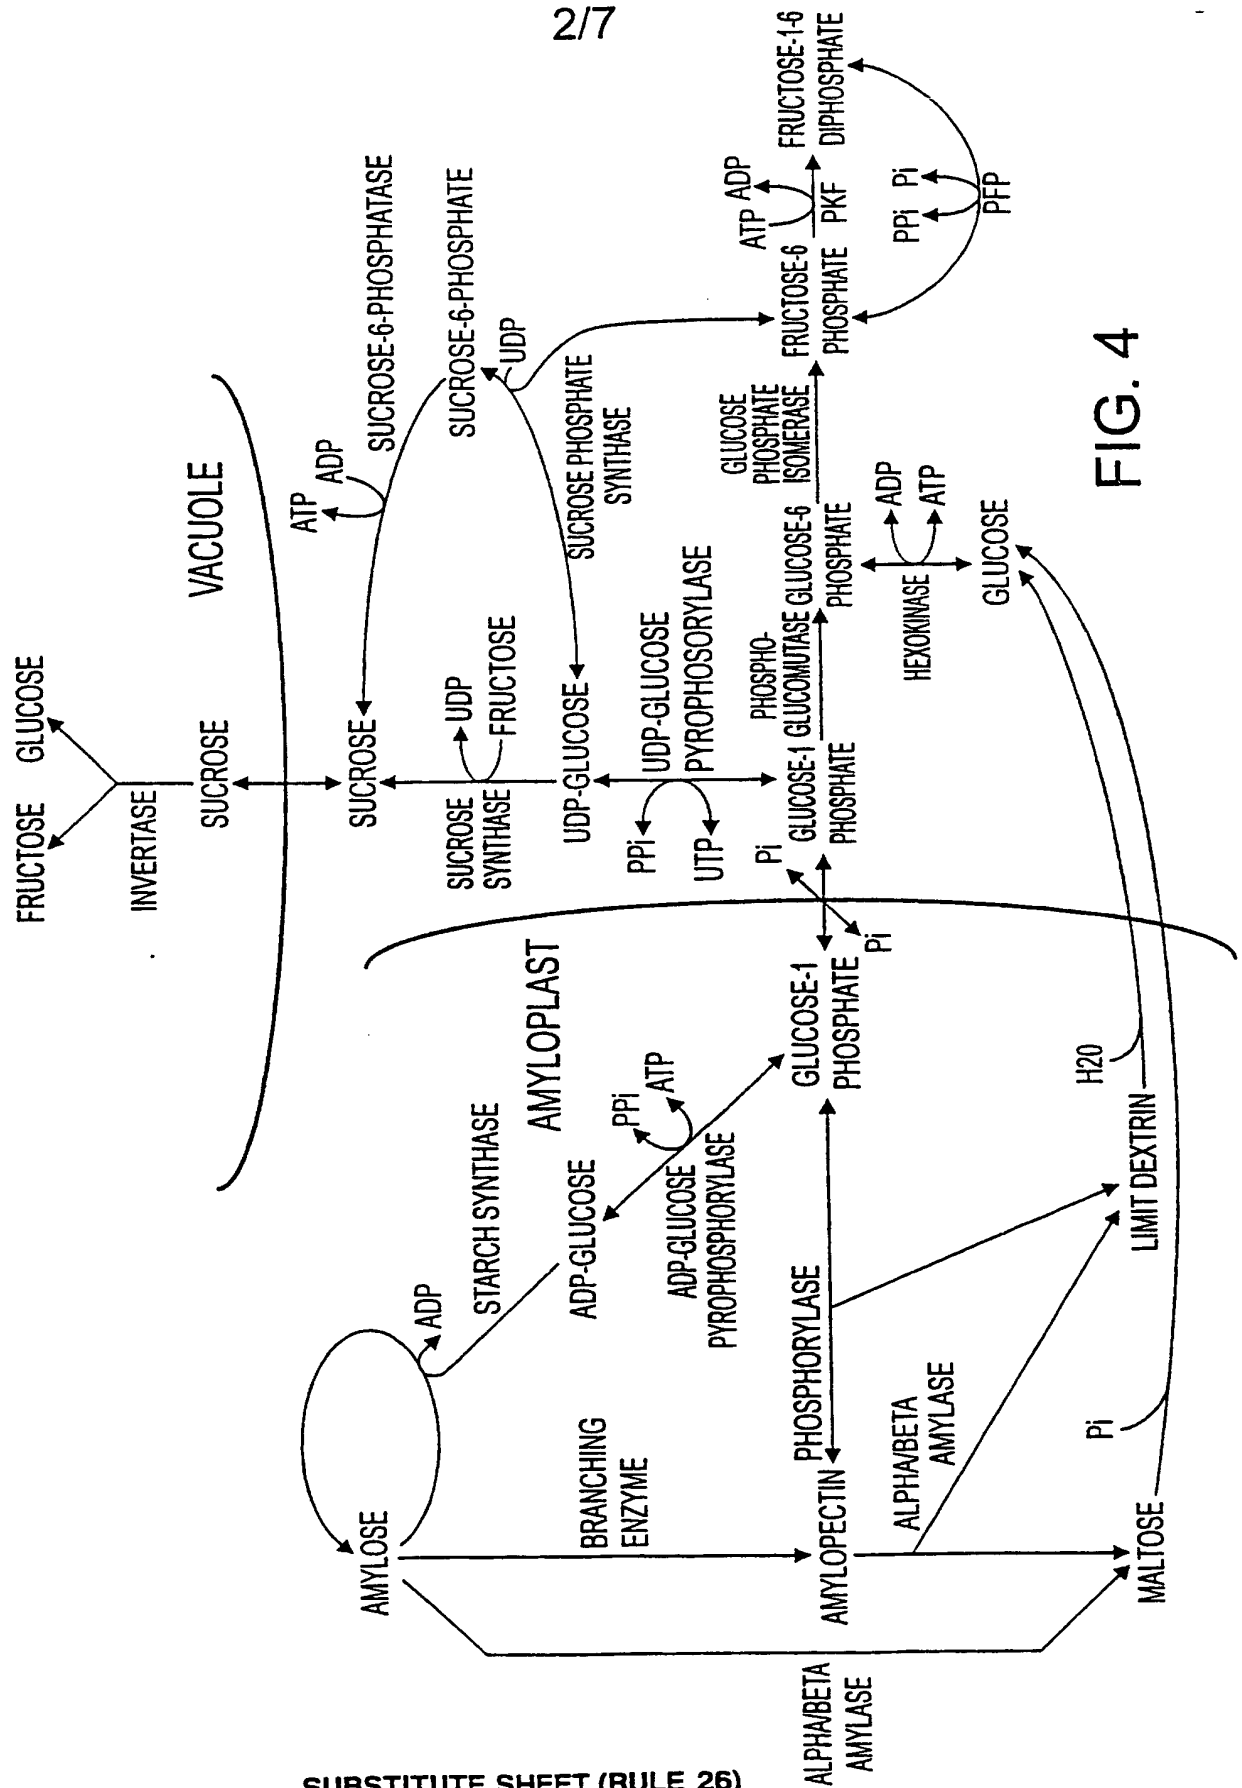 2/7
FRUCTOSE
GLUCOSE
INVERTASE
SUCROSE
VACUOLE
SUCROSE
ATP
ADP
SUCROSE-6-PHOSPHATASE
SUCROSE-6-PHOSPHATE
UDP
SUCROSE
SYNTHASE
UDP
FRUCTOSE
SUCROSE PHOSPHATE
SYNTHASE
UDP-GLUCOSE
PPi
UTP
UDP-GLUCOSE
PYROPHOSORYLASE
AMYLOPLAST
AMYLOSE
ADP
STARCH SYNTHASE
ADP-GLUCOSE
PPi
ATP
ADP-GLUCOSE
PYROPHOSPHORYLASE
BRANCHING
ENZYME
ALPHA/BETA
AMYLASE
AMYLOPECTIN
PHOSPHORYLASE
GLUCOSE-1
PHOSPHATE
Pi
Pi
GLUCOSE-1
PHOSPHATE
PHOSPHO-
GLUCOMUTASE
GLUCOSE-6
PHOSPHATE
GLUCOSE
PHOSPHATE
ISOMERASE
FRUCTOSE-6
PHOSPHATE
ATP
ADP
PKF
FRUCTOSE-1-6
DIPHOSPHATE
PPi
Pi
PFP
HEXOKINASE
ADP
ATP
GLUCOSE
ALPHA/BETA
AMYLASE
MALTOSE
Pi
LIMIT DEXTRIN
H20
FIG. 4
SUBSTITUTE SHEET (RULE 26)